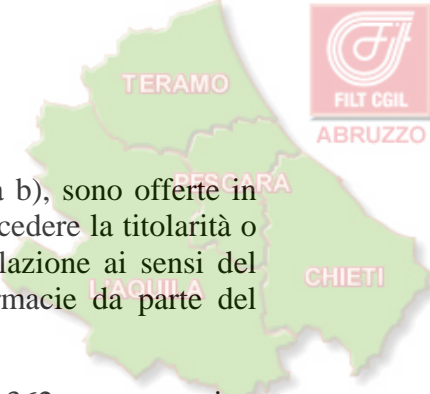 TERAMO
FILT CGIL
ABRUZZO
PESCARA
a b), sono offerte in
cedere la titolarità o
lazione ai sensi del
L'AQUILA
CHIETI
rmacie da parte del